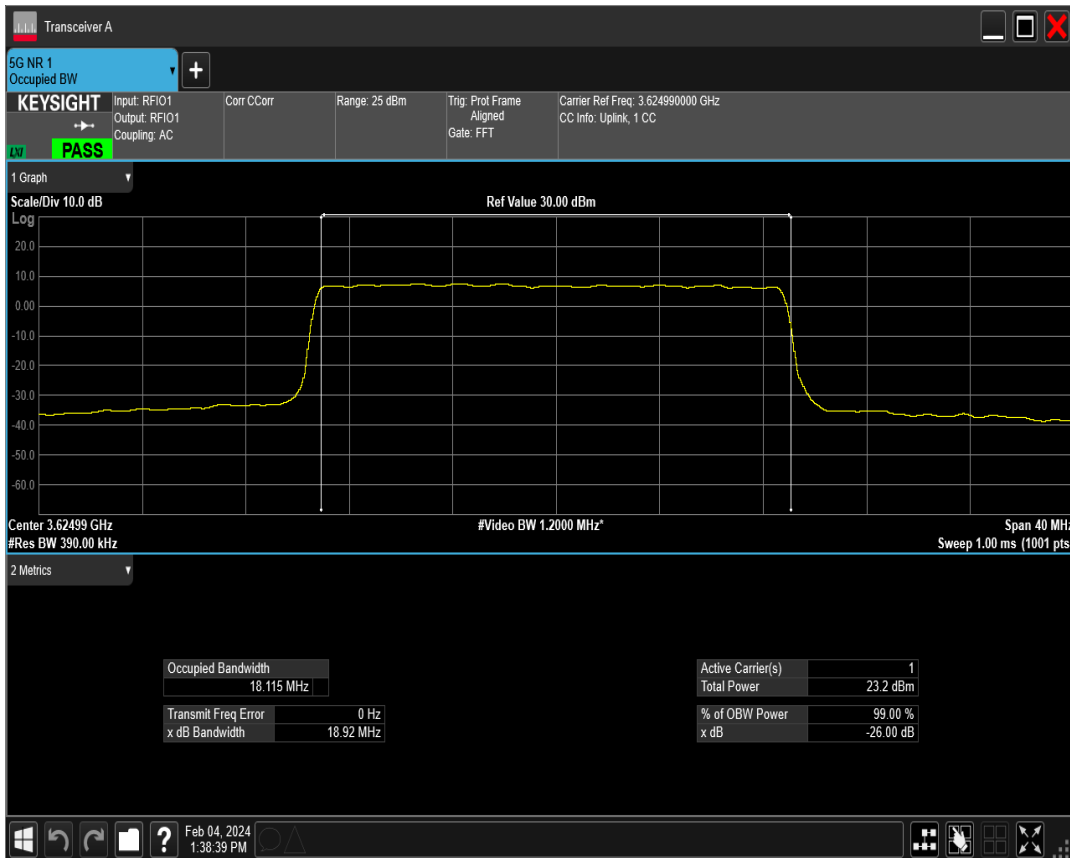 Transceiver A
5G NR 1
Occupied BW
+
KEYSIGHT
LXI
PASS
Input: RFIO1
Output: RFIO1
Coupling: AC
Corr CCorr
Range: 25 dBm
Trig: Prot Frame
Aligned
Gate: FFT
Carrier Ref Freq: 3.624990000 GHz
CC Info: Uplink, 1 CC
1 Graph
Scale/Div 10.0 dB
Ref Value 30.00 dBm
Log
20.0
10.0
0.00
-10.0
-20.0
-30.0
-40.0
-50.0
-60.0
Center 3.62499 GHz
#Video BW 1.2000 MHz*
Span 40 MHz
#Res BW 390.00 kHz
Sweep 1.00 ms (1001 pts
2 Metrics
Occupied Bandwidth
18.115 MHz
Transmit Freq Error 0 Hz
x dB Bandwidth 18.92 MHz
Active Carrier(s) 1
Total Power 23.2 dBm
% of OBW Power 99.00 %
x dB -26.00 dB
?
Feb 04, 2024
1:38:39 PM